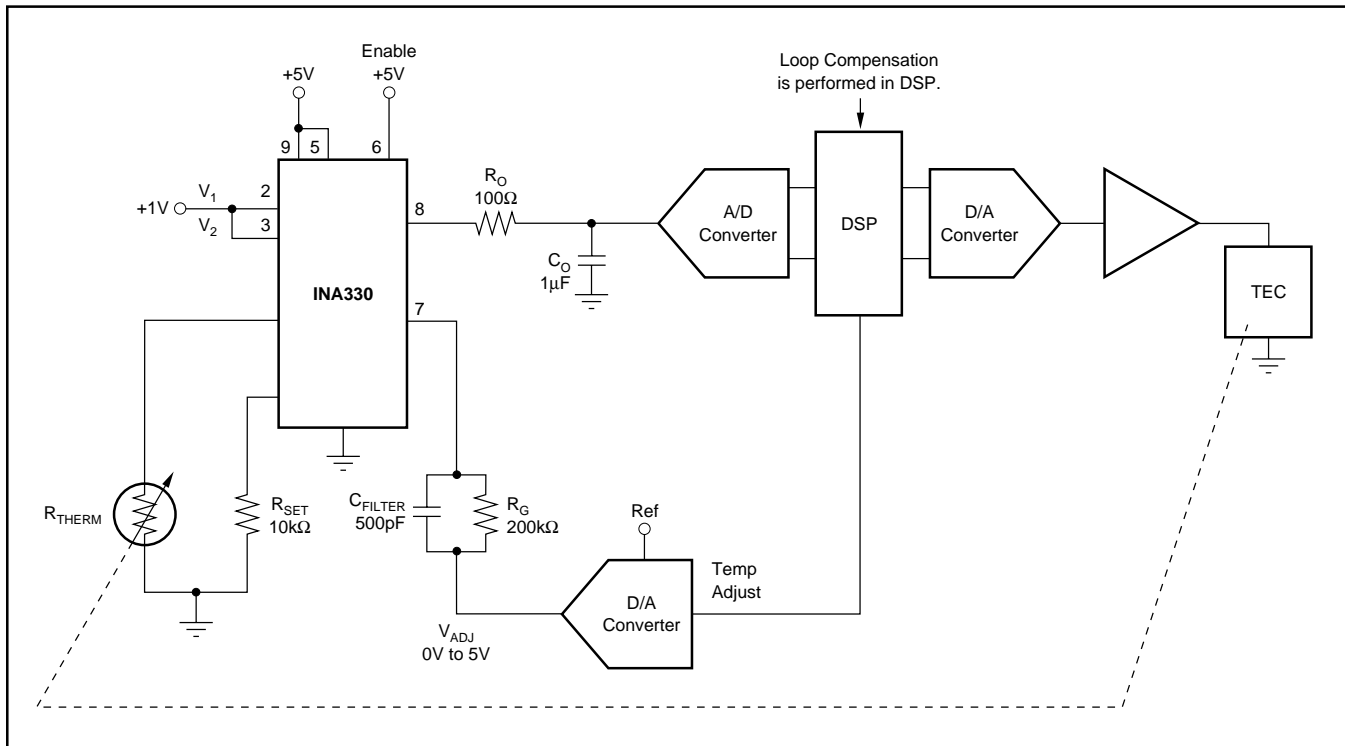 Enable
+5V
+5V
9
5
6
V1
2
+1V
V2
3
INA330
8
7
RO
100Ω
CO
1μF
A/D
Converter
Loop Compensation
is performed in DSP.
DSP
D/A
Converter
TEC
RTHERM
RSET
10kΩ
CFILTER
500pF
RG
200kΩ
Ref
Temp
Adjust
D/A
Converter
VADJ
0V to 5V